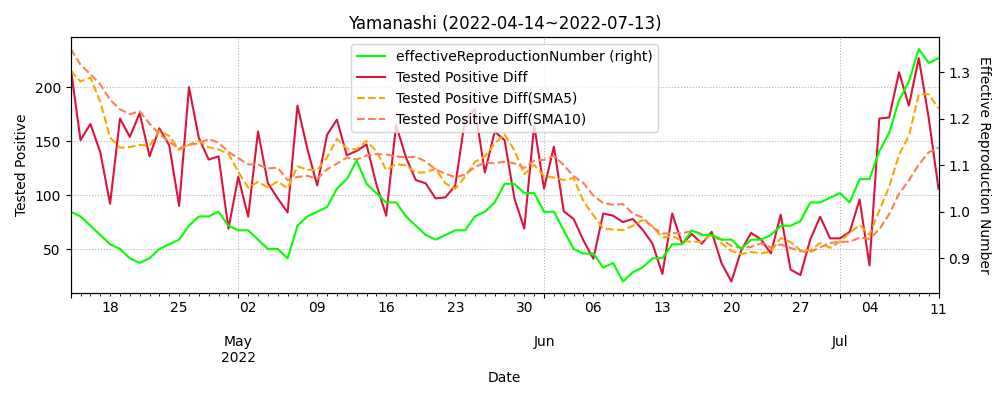 Yamanashi (2022-04-14~2022-07-13)
effectiveReproductionNumber (right)
Tested Positive Diff
Tested Positive Diff(SMA5)
Tested Positive Diff(SMA10)
Tested Positive
200
150
100
50
1.3
1.2
1.1
1.0
0.9
Effective Reproduction Number
18 25 02 09 16 23 30 06 13 20 27 04 11
May Jun Jul
2022
Date